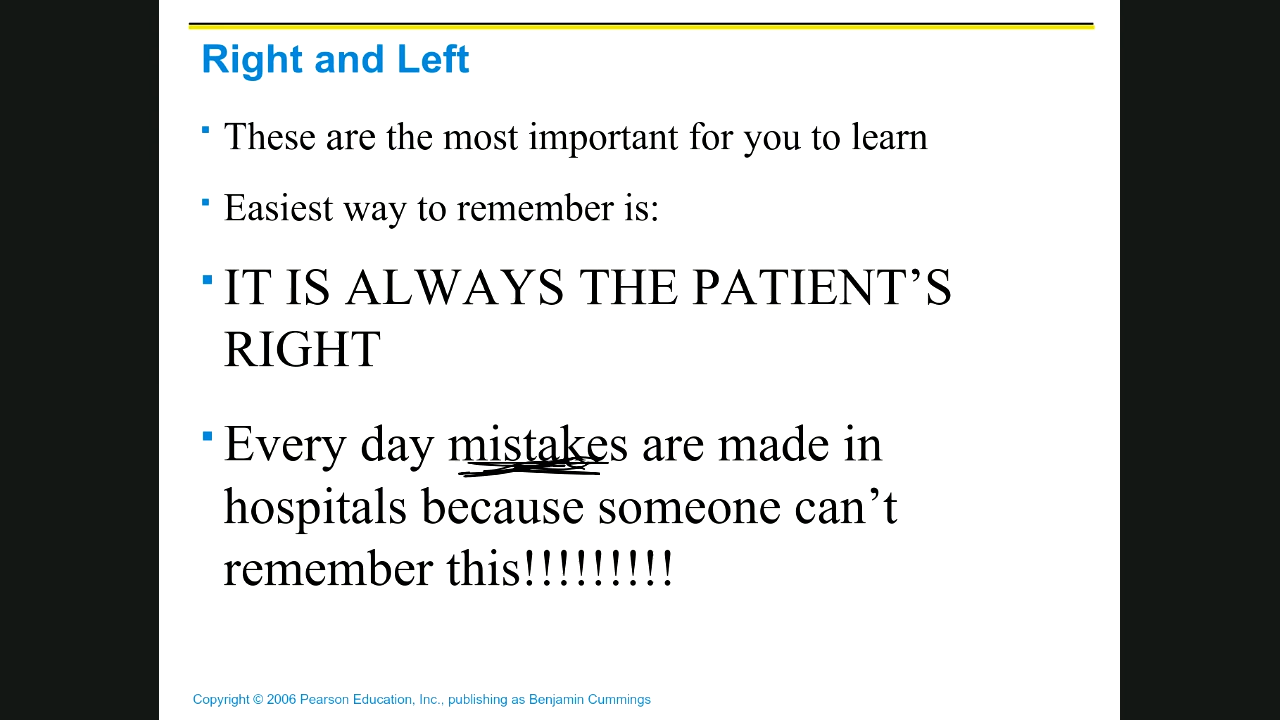 Right and Left
These are the most important for you to learn
Easiest way to remember is:
IT IS ALWAYS THE PATIENT’S
RIGHT
Every day mistakes are made in
hospitals because someone can’t
remember this!!!!!!!!!
Copyright © 2006 Pearson Education, Inc., publishing as Benjamin Cummings